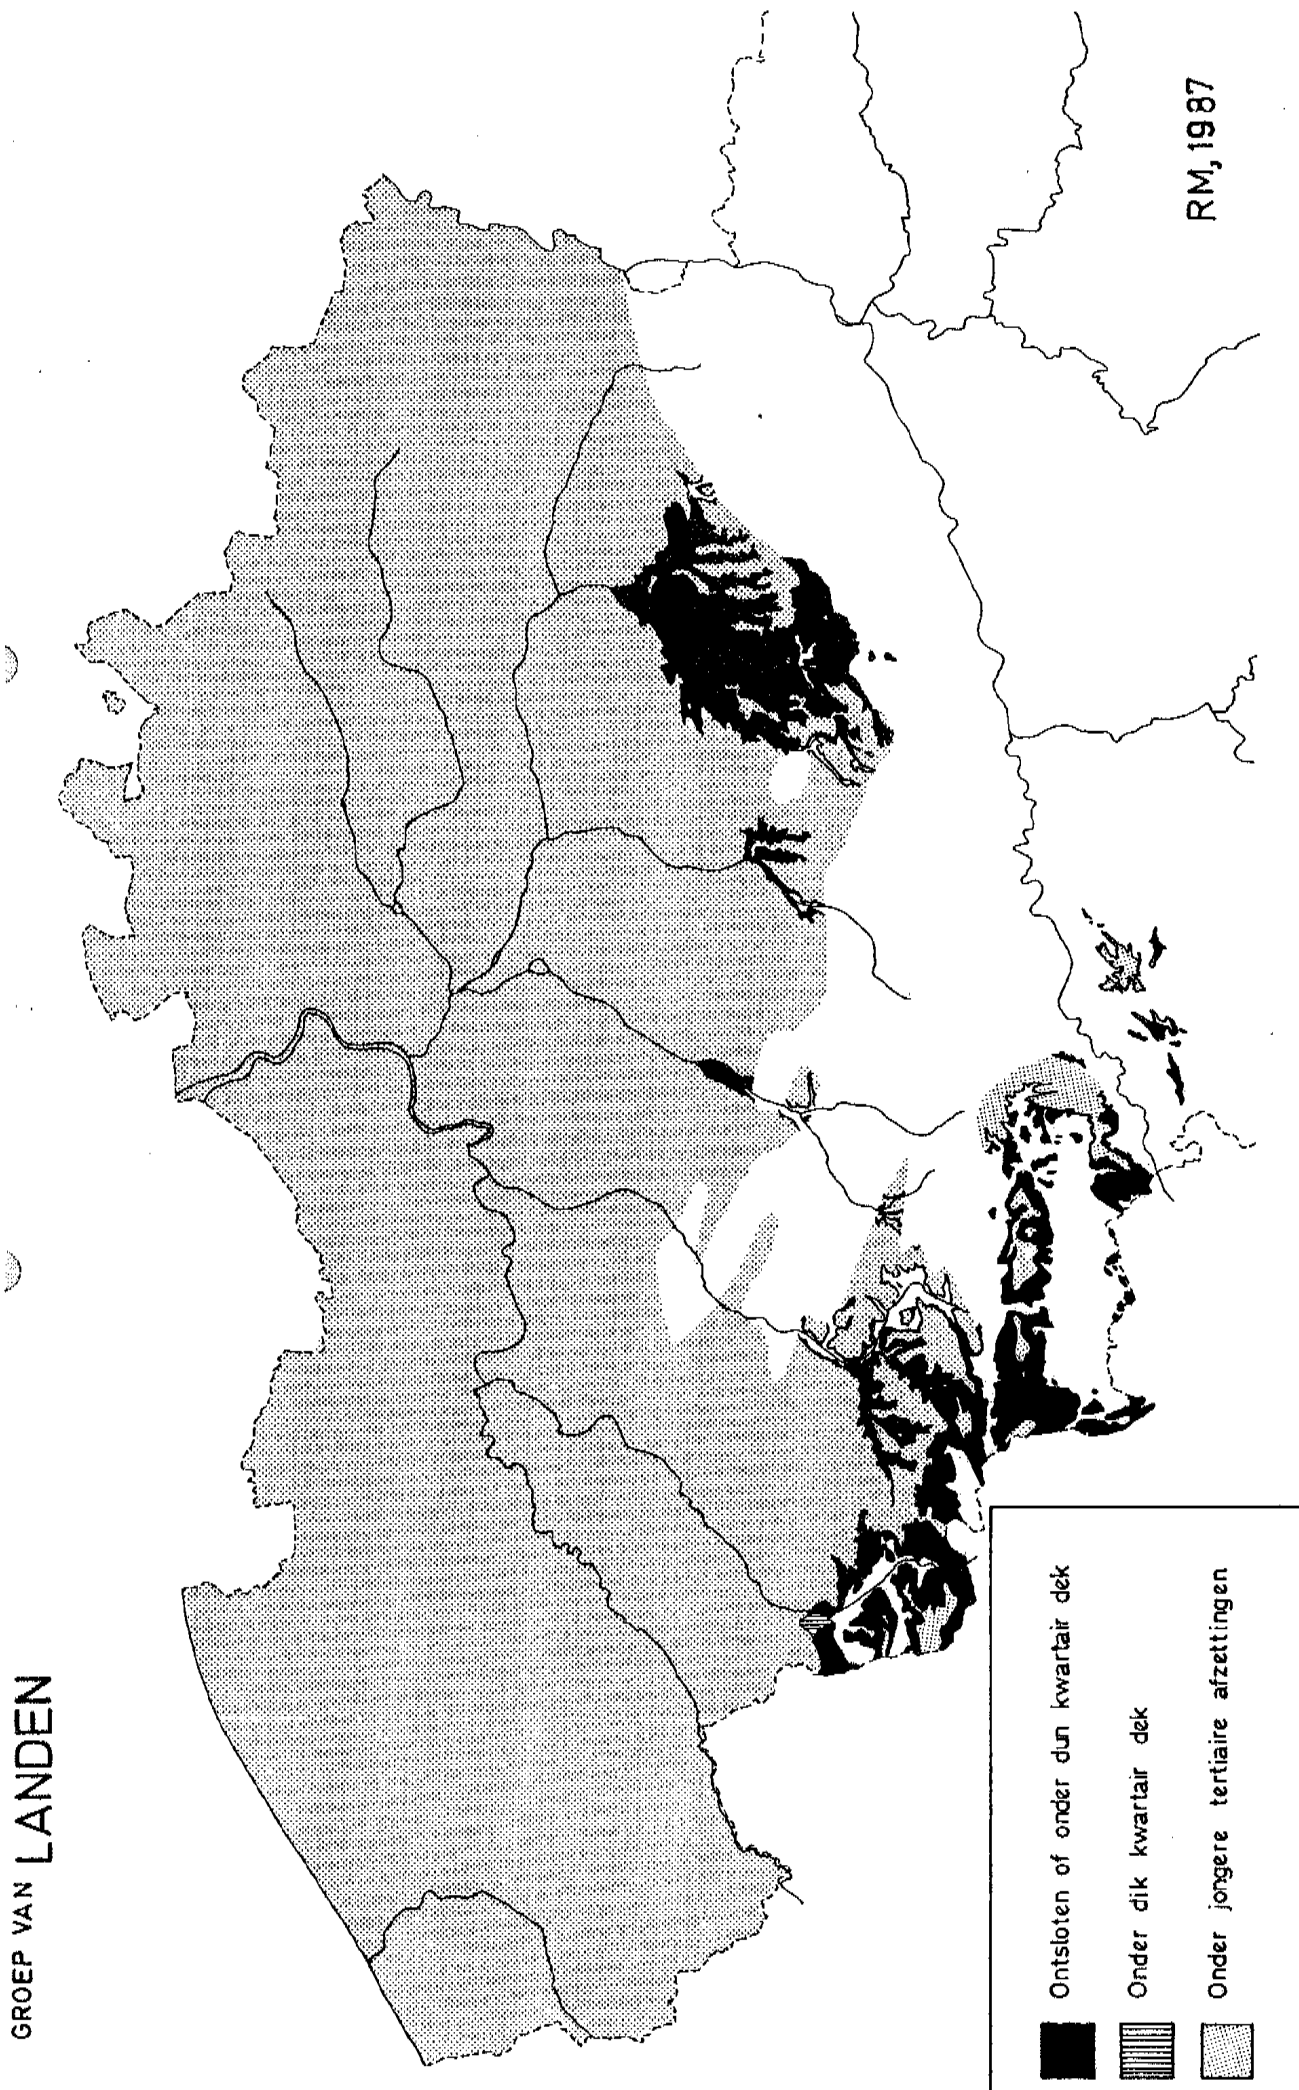 GROEP VAN LANDEN
RM, 1987
Ontsloten of onder dun kwartair dek
Onder dik kwartair dek
Onder jongere tertiaire afzettingen